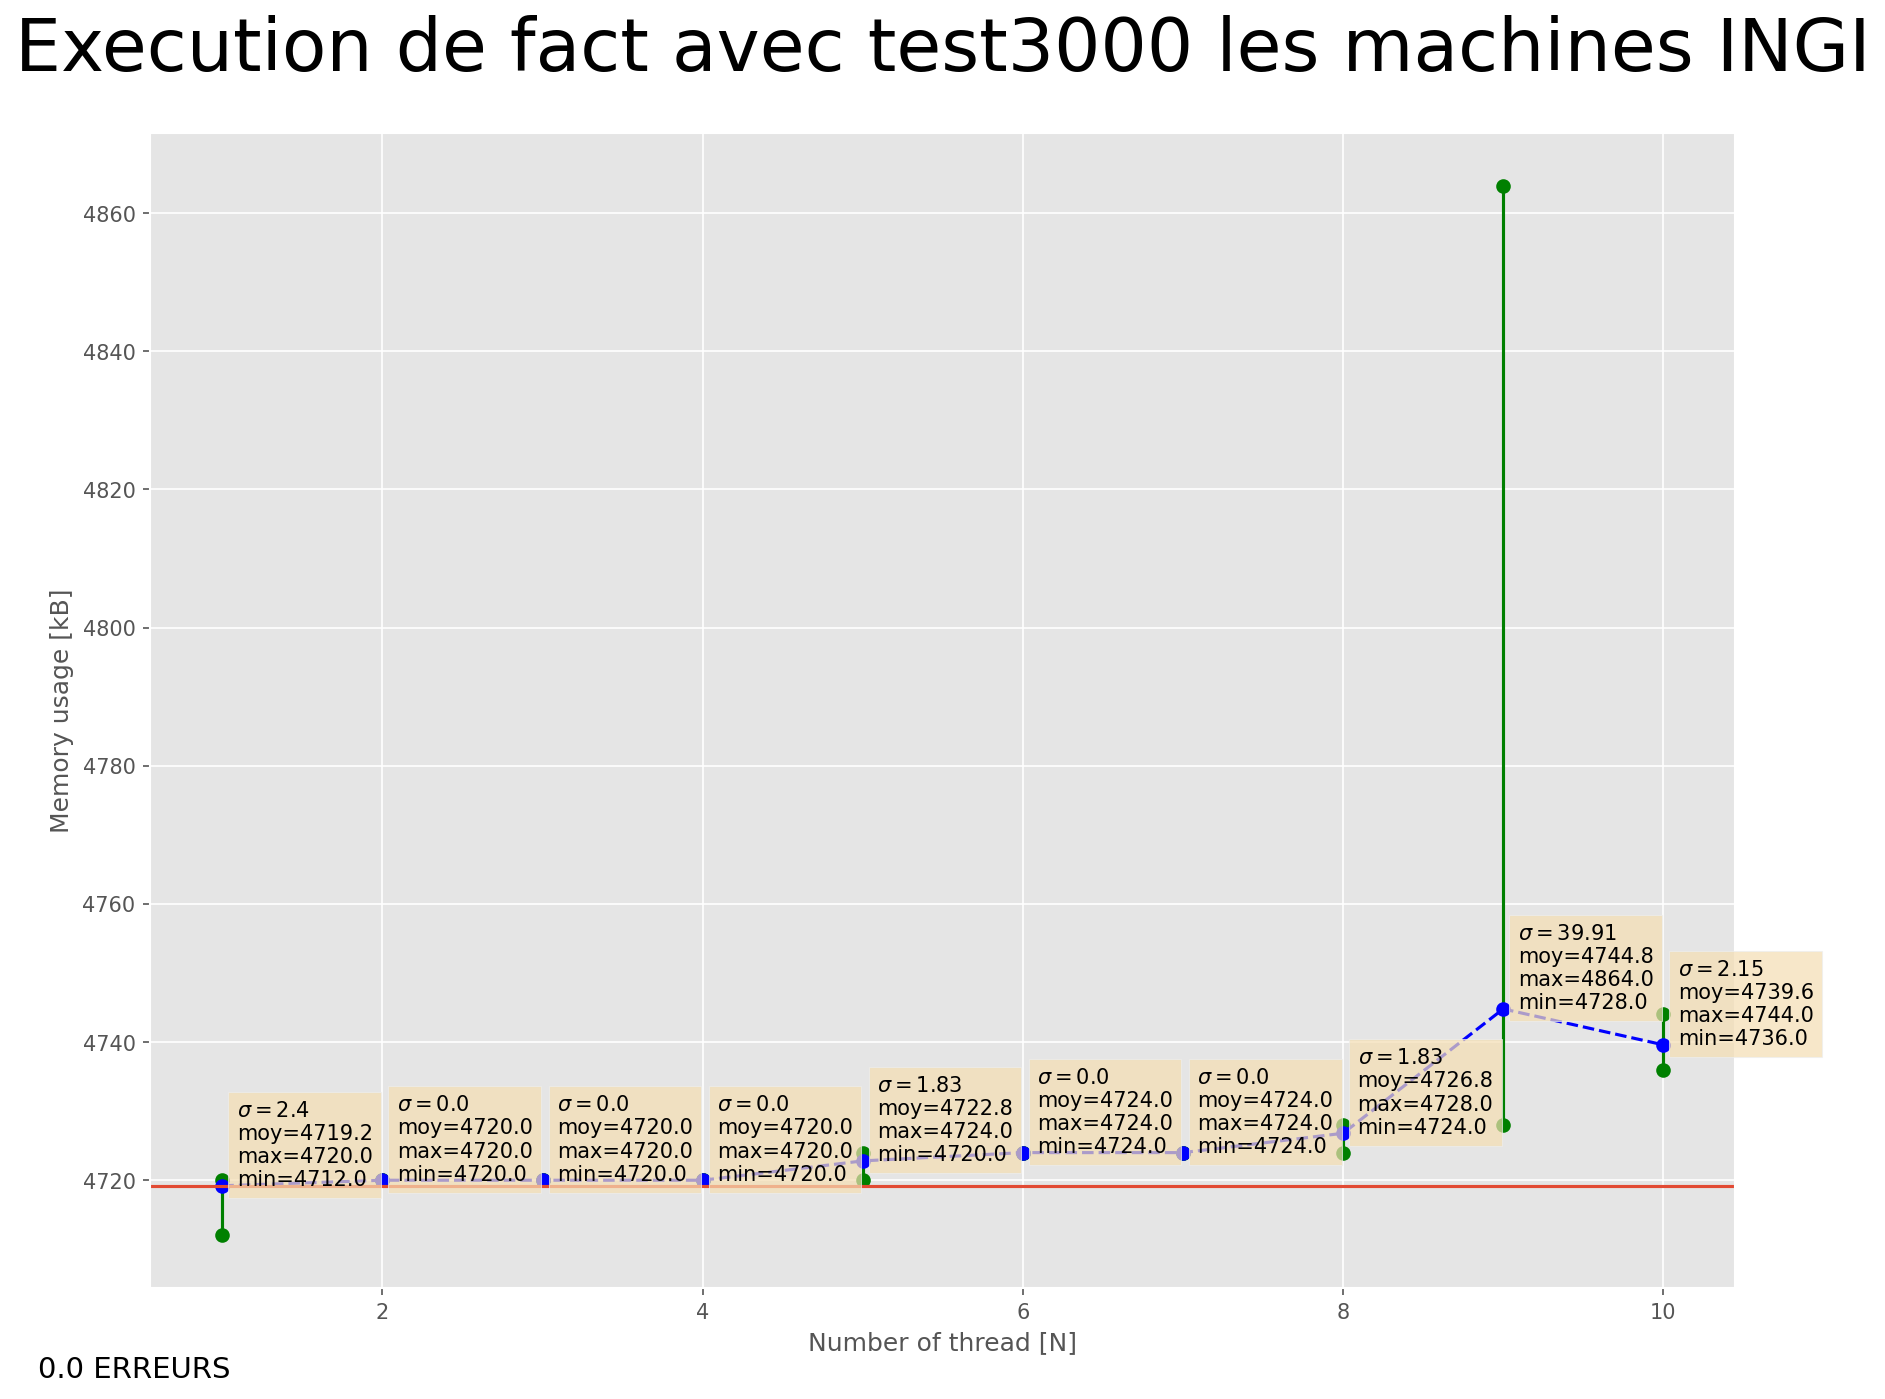 Execution de fact avec test3000 les machines INGI
4860
4840
4820
4800
4780
4760
4740
4720
Memory usage [kB]
σ = 2.4
moy=4719.2
max=4720.0
min=4712.0
σ = 0.0
moy=4720.0
max=4720.0
min=4720.0
σ = 0.0
moy=4720.0
max=4720.0
min=4720.0
σ = 0.0
moy=4720.0
max=4720.0
min=4720.0
σ = 1.83
moy=4722.8
max=4724.0
min=4720.0
σ = 0.0
moy=4724.0
max=4724.0
min=4724.0
σ = 0.0
moy=4724.0
max=4724.0
min=4724.0
σ = 1.83
moy=4726.8
max=4728.0
min=4724.0
σ = 39.91
moy=4744.8
max=4864.0
min=4728.0
σ = 2.15
moy=4739.6
max=4744.0
min=4736.0
2 4 6 8 10
Number of thread [N]
0.0 ERREURS